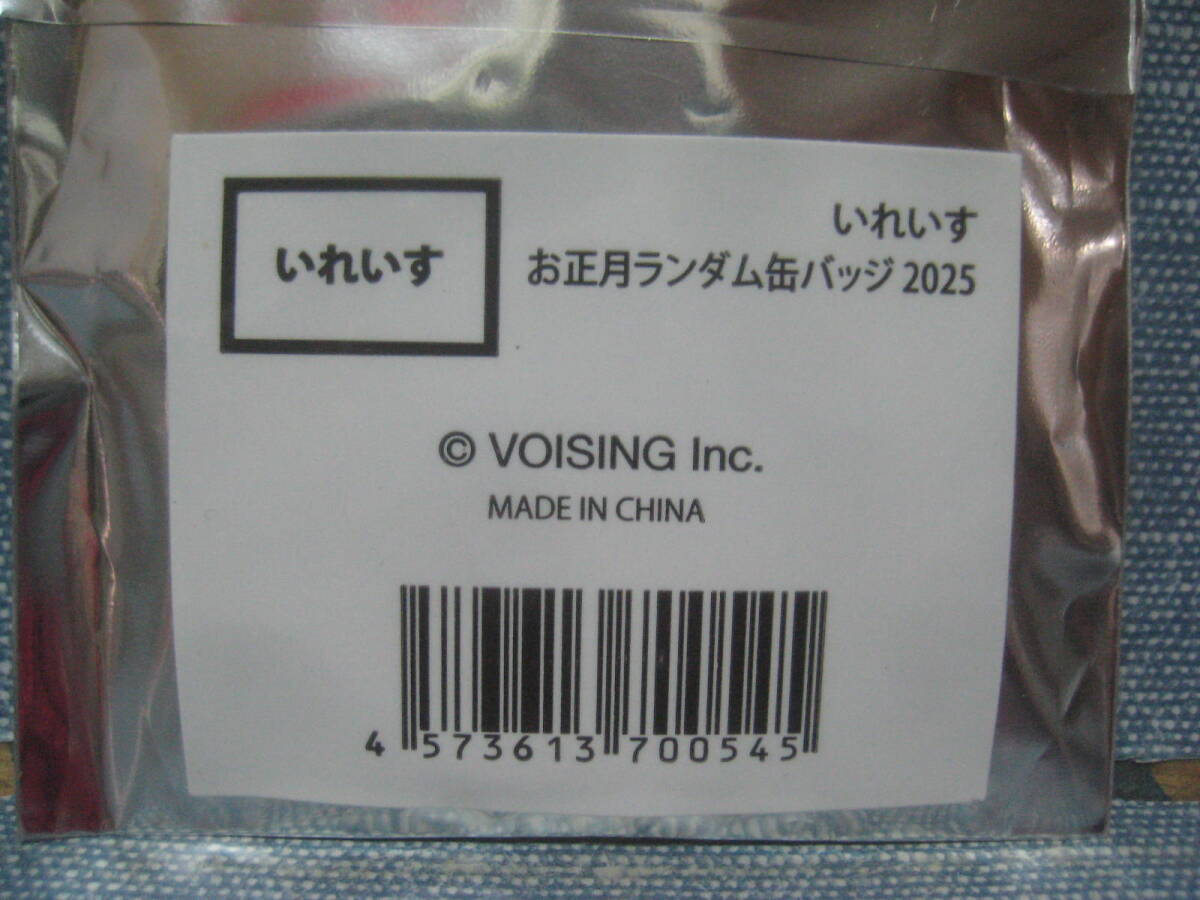 いれいす
いれいす
お正月ランダム缶バッジ 2025
© VOISING Inc.
MADE IN CHINA
4 573613 700545